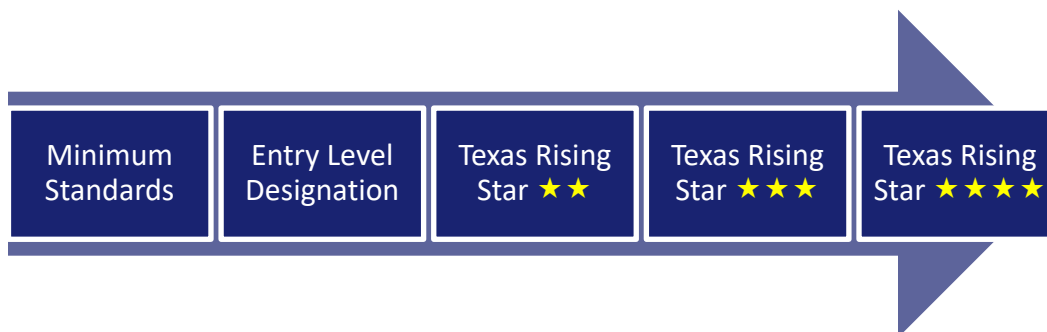 Minimum
Standards
Entry Level
Designation
Texas Rising
Star ★★
Texas Rising
Star ★★★
Texas Rising
Star ★★★★